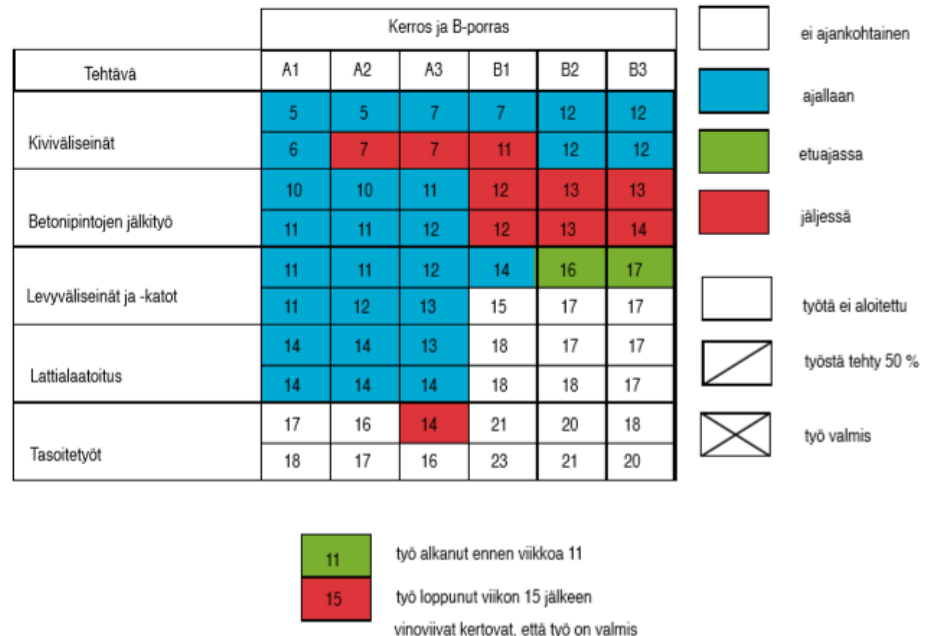 Kerros ja B-porras
Tehtävä A1 A2 A3 B1 B2 B3
5 5 7 7 12 12
Kiviväliseinät
6 7 7 11 12 12
10 10 11 12 13 13
Betonipintojen jälkityö
11 11 12 12 13 14
11 11 12 14 16 17
Levyväliseinät ja -katot
11 12 13 15 17 17
14 14 13 18 17 17
Lattialaatoitus
14 14 14 18 18 17
17 16 14 21 20 18
Tasoitetyöt
18 17 16 23 21 20
ei ajankohtainen
ajallaan
etuajassa
jäljessä
työtä ei aloitettu
työstä tehty 50 %
työ valmis
11 työ alkanut ennen viikkoa 11
15 työ loppunut viikon 15 jälkeen
vinoviivat kertovat, että työ on valmis